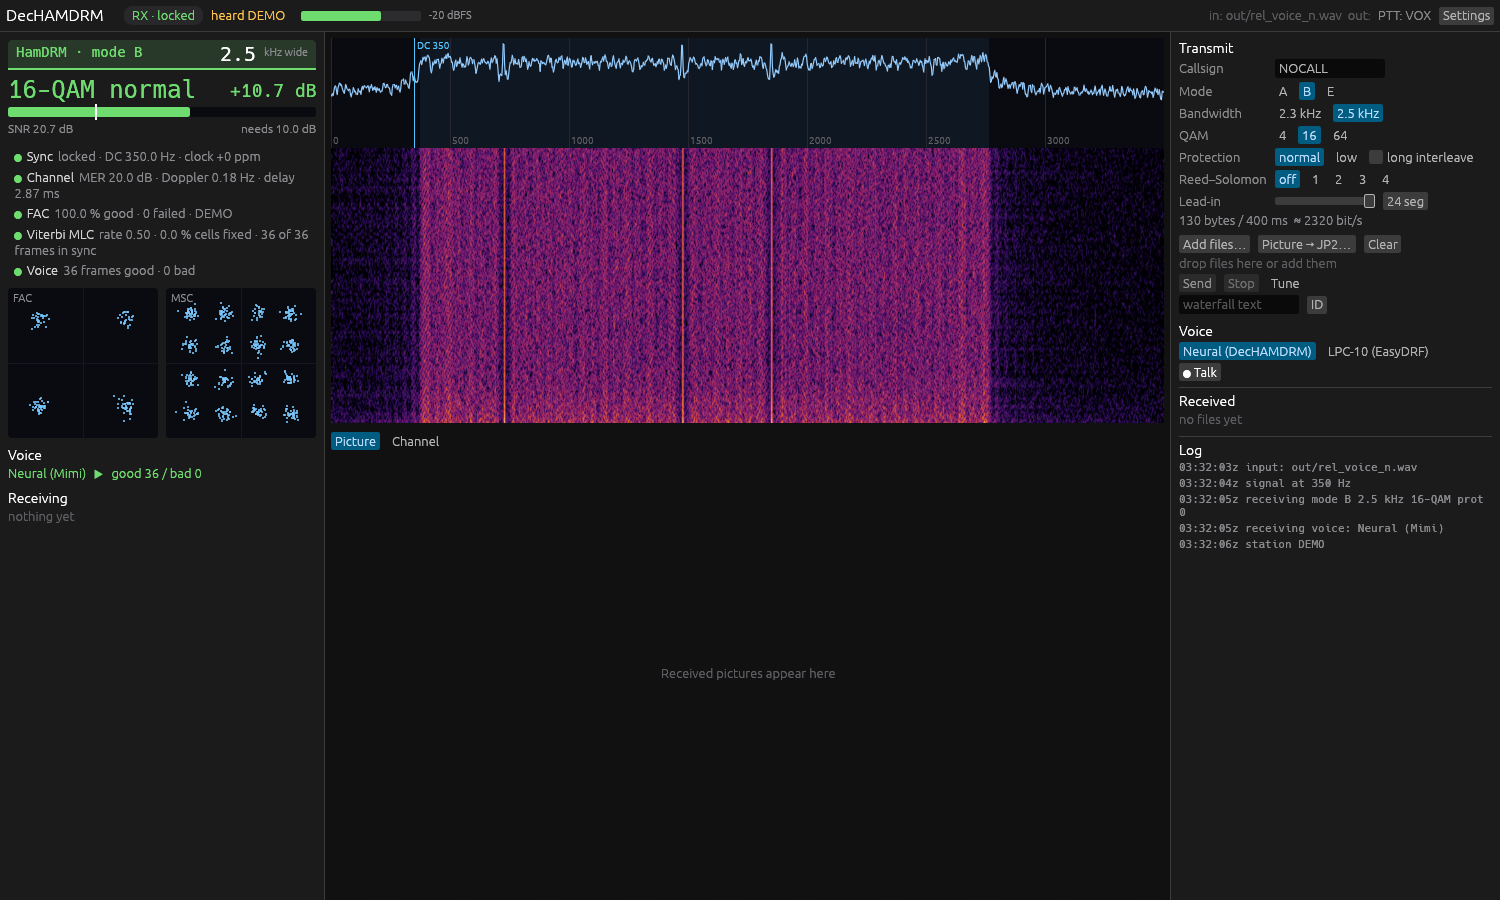 DecHAMDRM RX · locked heard DEMO -20 dBFS in: out/rel_voice_n.wav out: PTT: VOX Settings
HamDRM · mode B 2.5 kHz wide
16-QAM normal +10.7 dB
SNR 20.7 dB needs 10.0 dB
Sync locked · DC 350.0 Hz · clock +0 ppm
Channel MER 20.0 dB · Doppler 0.18 Hz · delay
2.87 ms
FAC 100.0 % good · 0 failed · DEMO
Viterbi MLC rate 0.50 · 0.0 % cells fixed · 36 of 36
frames in sync
Voice 36 frames good · 0 bad
FAC MSC
Voice
Neural (Mimi) ▶ good 36 / bad 0
Receiving
nothing yet
DC 350
0 500 1000 1500 2000 2500 3000
Picture Channel
Received pictures appear here
Transmit
Callsign NOCALL
Mode A B E
Bandwidth 2.3 kHz 2.5 kHz
QAM 4 16 64
Protection normal low long interleave
Reed–Solomon off 1 2 3 4
Lead-in 24 seg
130 bytes / 400 ms ≈ 2320 bit/s
Add files… Picture → JP2… Clear
drop files here or add them
Send Stop Tune
waterfall text ID
Voice
Neural (DecHAMDRM) LPC-10 (EasyDRF)
● Talk
Received
no files yet
Log
03:32:03z input: out/rel_voice_n.wav
03:32:04z signal at 350 Hz
03:32:05z receiving mode B 2.5 kHz 16-QAM prot
0
03:32:05z receiving voice: Neural (Mimi)
03:32:06z station DEMO